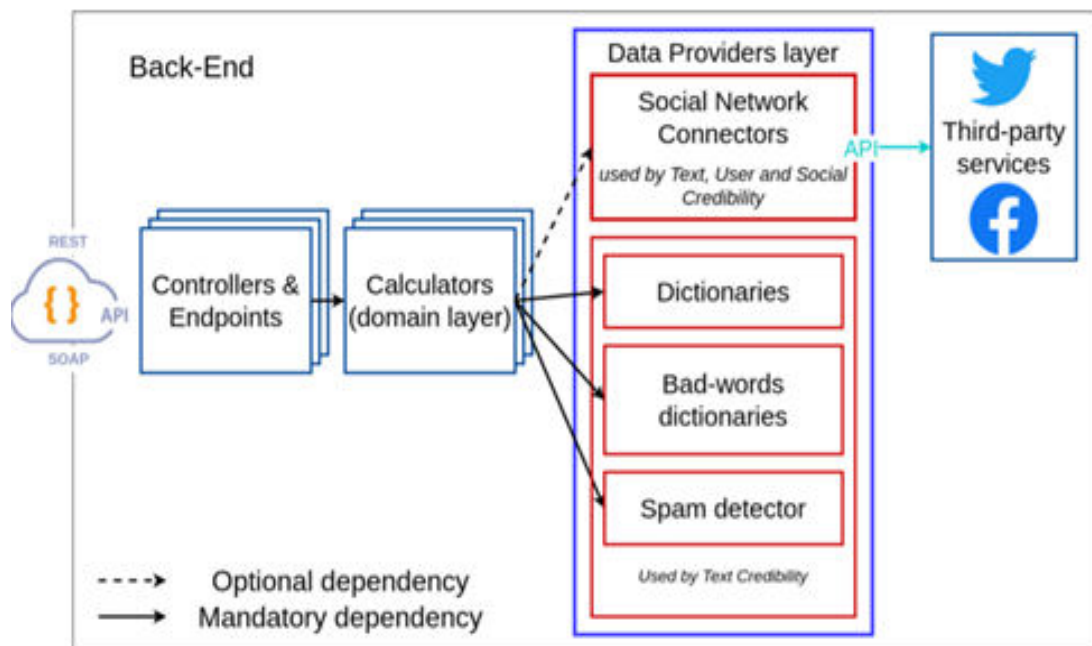 Back-End
REST
{ }
API
SOAP
Controllers &
Endpoints
Calculators
(domain layer)
Data Providers layer
Social Network
Connectors
used by Text, User and Social
Credibility
API
Third-party
services
Dictionaries
Bad-words
dictionaries
Spam detector
Used by Text Credibility
Optional dependency
Mandatory dependency